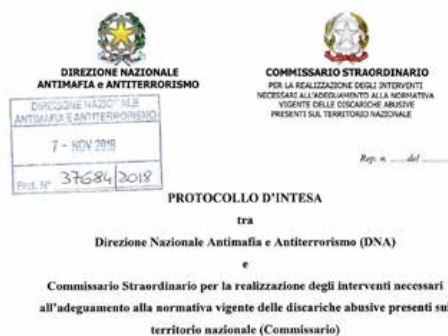 DIREZIONE NAZIONALE
ANTIMAFIA e ANTITERRORISMO
COMMISSARIO STRAORDINARIO
PER LA REALIZZAZIONE DEGLI INTERVENTI
NECESSARI ALL'ADEGUAMENTO ALLA NORMATIVA
VIGENTE DELLE DISCARICHE ABUSIVE
PRESENTI SUL TERRITORIO NAZIONALE
DIREZIONE NAZIONALE
ANTIMAFIA E ANTITERRORISMO
7 - NOV 2018
Prot. N° 37684 2018
Rep. n. ......del ..........
PROTOCOLLO D'INTESA
tra
Direzione Nazionale Antimafia e Antiterrorismo (DNA)
e
Commissario Straordinario per la realizzazione degli interventi necessari
all'adeguamento alla normativa vigente delle discariche abusive presenti sul
territorio nazionale (Commissario)